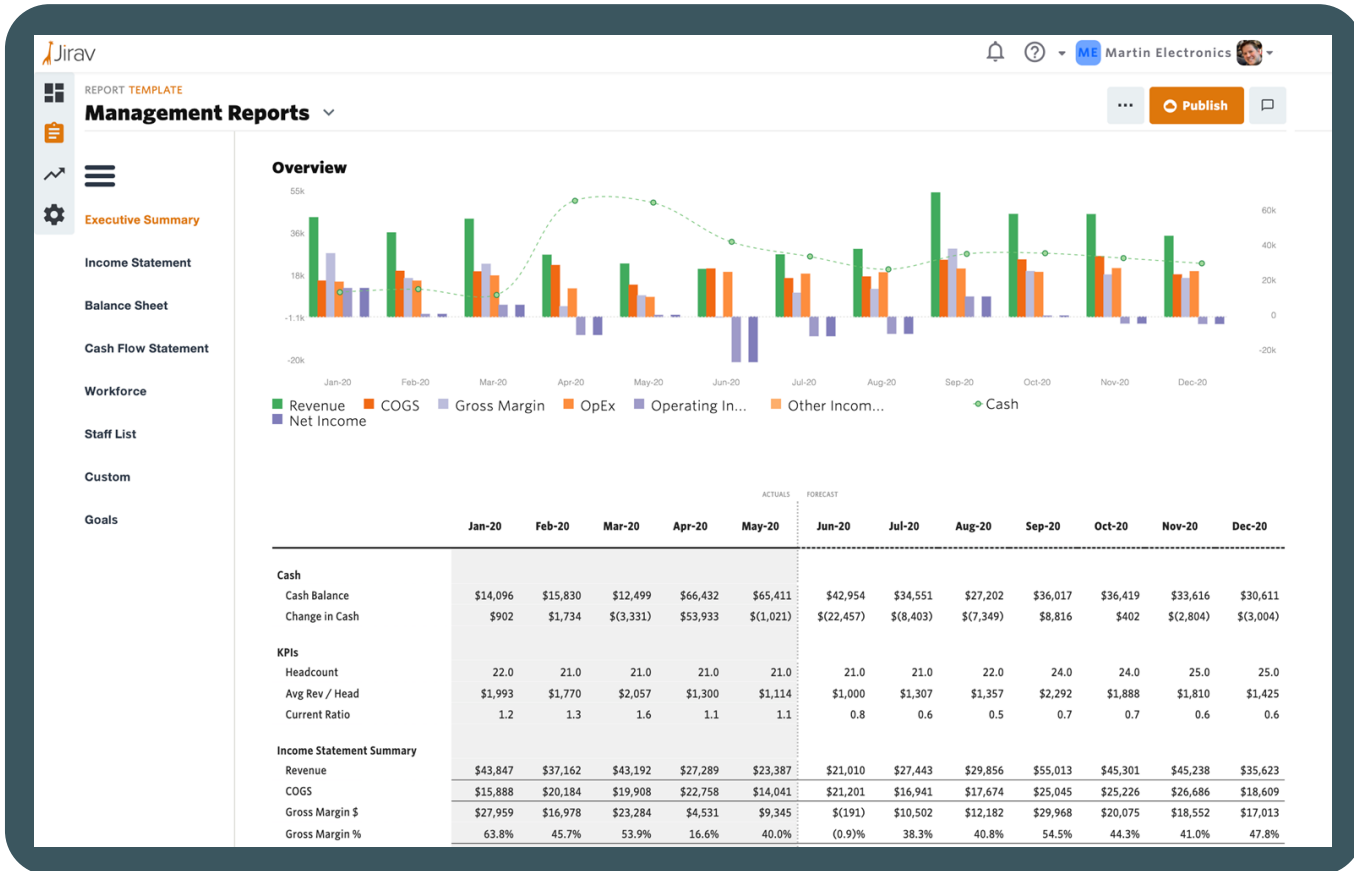 Jirav
ME Martin Electronics
REPORT TEMPLATE
Management Reports
Publish
Executive Summary
Income Statement
Balance Sheet
Cash Flow Statement
Workforce
Staff List
Custom
Goals
Overview
55k
36k
18k
-1.1k
-20k
60k
40k
20k
0
-20k
Jan-20 Feb-20 Mar-20 Apr-20 May-20 Jun-20 Jul-20 Aug-20 Sep-20 Oct-20 Nov-20 Dec-20
Revenue COGS Gross Margin OpEx Operating In... Other Incom... Cash
Net Income
ACTUALS FORECAST
Jan-20 Feb-20 Mar-20 Apr-20 May-20 Jun-20 Jul-20 Aug-20 Sep-20 Oct-20 Nov-20 Dec-20
Cash
Cash Balance $14,096 $15,830 $12,499 $66,432 $65,411 $42,954 $34,551 $27,202 $36,017 $36,419 $33,616 $30,611
Change in Cash $902 $1,734 $(3,331) $53,933 $(1,021) $(22,457) $(8,403) $(7,349) $8,816 $402 $(2,804) $(3,004)
KPIs
Headcount 22.0 21.0 21.0 21.0 21.0 21.0 21.0 22.0 24.0 24.0 25.0 25.0
Avg Rev / Head $1,993 $1,770 $2,057 $1,300 $1,114 $1,000 $1,307 $1,357 $2,292 $1,888 $1,810 $1,425
Current Ratio 1.2 1.3 1.6 1.1 1.1 0.8 0.6 0.5 0.7 0.7 0.6 0.6
Income Statement Summary
Revenue $43,847 $37,162 $43,192 $27,289 $23,387 $21,010 $27,443 $29,856 $55,013 $45,301 $45,238 $35,623
COGS $15,888 $20,184 $19,908 $22,758 $14,041 $21,201 $16,941 $17,674 $25,045 $25,226 $26,686 $18,609
Gross Margin $ $27,959 $16,978 $23,284 $4,531 $9,345 $(191) $10,502 $12,182 $29,968 $20,075 $18,552 $17,013
Gross Margin % 63.8% 45.7% 53.9% 16.6% 40.0% (0.9)% 38.3% 40.8% 54.5% 44.3% 41.0% 47.8%